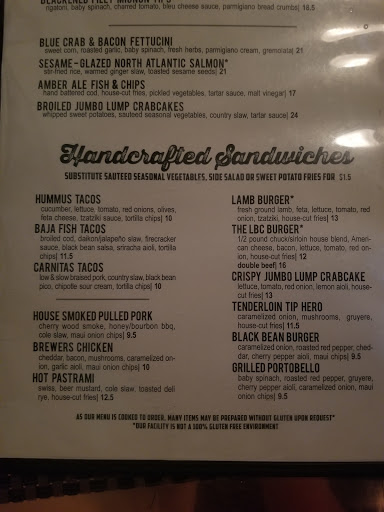 BLACKENED FILET MIGNON TIPS
rigatoni, baby spinach, charred tomato, bleu cheese sauce, parmigiano bread crumbs| 18.5
BLUE CRAB & BACON FETTUCINI
sweet corn, roasted garlic, baby spinach, fresh herbs, parmigiano cream, gremolata| 21
SESAME-GLAZED NORTH ATLANTIC SALMON*
stir-fried rice, warmed ginger slaw, toasted sesame seeds| 21
AMBER ALE FISH & CHIPS
hand battered cod, house-cut fries, pickled vegetables, tartar sauce, malt vinegar| 17
BROILED JUMBO LUMP CRABCAKES
whipped sweet potatoes, sauteed seasonal vegetables, country slaw, tartar sauce| 24
Handcrafted Sandwiches
SUBSTITUTE SAUTEED SEASONAL VEGETABLES, SIDE SALAD OR SWEET POTATO FRIES FOR $1.5
HUMMUS TACOS
cucumber, lettuce, tomato, red onions, olives,
feta cheese, tzatziki sauce, tortilla chips| 10
BAJA FISH TACOS
broiled cod, daikon/jalapeño slaw, firecracker
sauce, black bean salsa, sriracha aioli, tortilla
chips| 11.5
CARNITAS TACOS
low & slow braised pork, country slaw, black bean
pico, chipotle sour cream, tortilla chips| 10
HOUSE SMOKED PULLED PORK
cherry wood smoke, honey/bourbon bbq,
cole slaw, maui onion chips| 9.5
BREWERS CHICKEN
cheddar, bacon, mushrooms, caramelized on-
ion, garlic aioli, maui onion chips| 10
HOT PASTRAMI
swiss, beer mustard, cole slaw, toasted deli
rye, house-cut fries| 12.5
LAMB BURGER*
fresh ground lamb, feta, lettuce, tomato, red
onion, tzatziki, house-cut fries| 13
THE LBC BURGER*
1/2 pound chuck/sirloin house blend, Ameri-
can cheese, bacon, lettuce, tomato, red on-
ion, house-cut fries| 12
double beef| 16
CRISPY JUMBO LUMP CRABCAKE
lettuce, tomato, red onion, lemon aioli, house-
cut fries| 13
TENDERLOIN TIP HERO
caramelized onion, mushrooms, gruyere,
house-cut fries| 11.5
BLACK BEAN BURGER
caramelized onion, roasted red pepper, ched-
dar, cherry pepper aioli, maui chips| 9.5
GRILLED PORTOBELLO
baby spinach, roasted red pepper, gruyere,
cherry pepper aioli, caramelized onion, maui
onion chips| 9.5
AS OUR MENU IS COOKED TO ORDER, MANY ITEMS MAY BE PREPARED WITHOUT GLUTEN UPON REQUEST*
*OUR FACILITY IS NOT A 100% GLUTEN FREE ENVIRONMENT